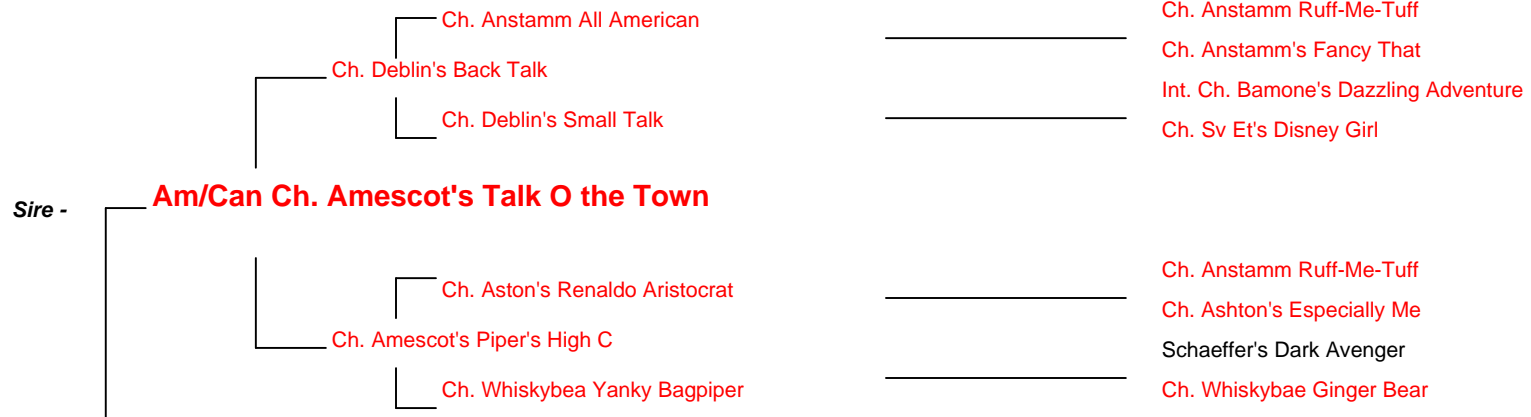 Ch. Anstamm Ruff-Me-Tuff
Ch. Anstamm All American
Ch. Anstamm's Fancy That
Ch. Deblin's Back Talk
Int. Ch. Bamone's Dazzling Adventure
Ch. Deblin's Small Talk
Ch. Sv Et's Disney Girl
Am/Can Ch. Amescot's Talk O the Town
Sire -
Ch. Anstamm Ruff-Me-Tuff
Ch. Aston's Renaldo Aristocrat
Ch. Ashton's Especially Me
Ch. Amescot's Piper's High C
Schaeffer's Dark Avenger
Ch. Whiskybea Yanky Bagpiper
Ch. Whiskybae Ginger Bear